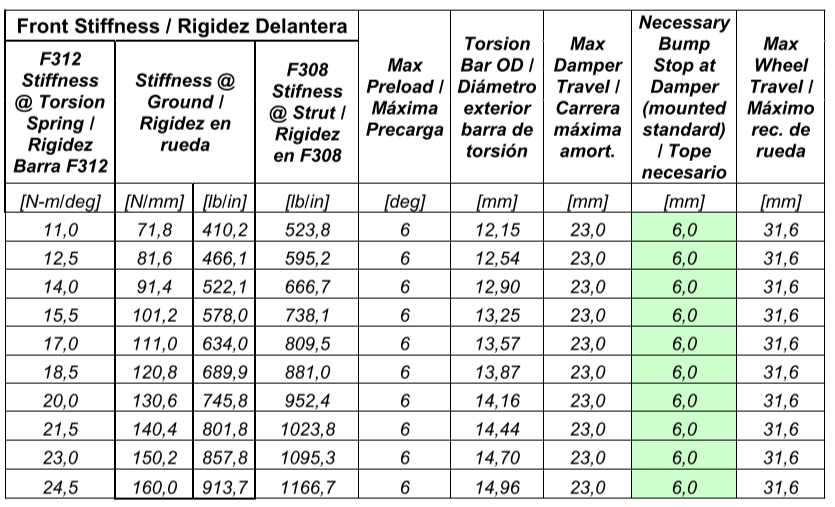 Front Stiffness / Rigidez Delantera
F312
Stiffness
@ Torsion
Spring /
Rigidez
Barra F312
Stiffness @
Ground /
Rigidez en
rueda
F308
Stifness
@ Strut /
Rigidez
en F308
Max
Preload /
Máxima
Precarga
Torsion
Bar OD /
Diámetro
exterior
barra de
torsión
Max
Damper
Travel /
Carrera
máxima
amort.
Necessary
Bump
Stop at
Damper
(mounted
standard)
/ Tope
necesario
Max
Wheel
Travel /
Máximo
rec. de
rueda
[N-m/deg] [N/mm] [lb/in] [lb/in] [deg] [mm] [mm] [mm] [mm]
11,0 71,8 410,2 523,8 6 12,15 23,0 6,0 31,6
12,5 81,6 466,1 595,2 6 12,54 23,0 6,0 31,6
14,0 91,4 522,1 666,7 6 12,90 23,0 6,0 31,6
15,5 101,2 578,0 738,1 6 13,25 23,0 6,0 31,6
17,0 111,0 634,0 809,5 6 13,57 23,0 6,0 31,6
18,5 120,8 689,9 881,0 6 13,87 23,0 6,0 31,6
20,0 130,6 745,8 952,4 6 14,16 23,0 6,0 31,6
21,5 140,4 801,8 1023,8 6 14,44 23,0 6,0 31,6
23,0 150,2 857,8 1095,3 6 14,70 23,0 6,0 31,6
24,5 160,0 913,7 1166,7 6 14,96 23,0 6,0 31,6